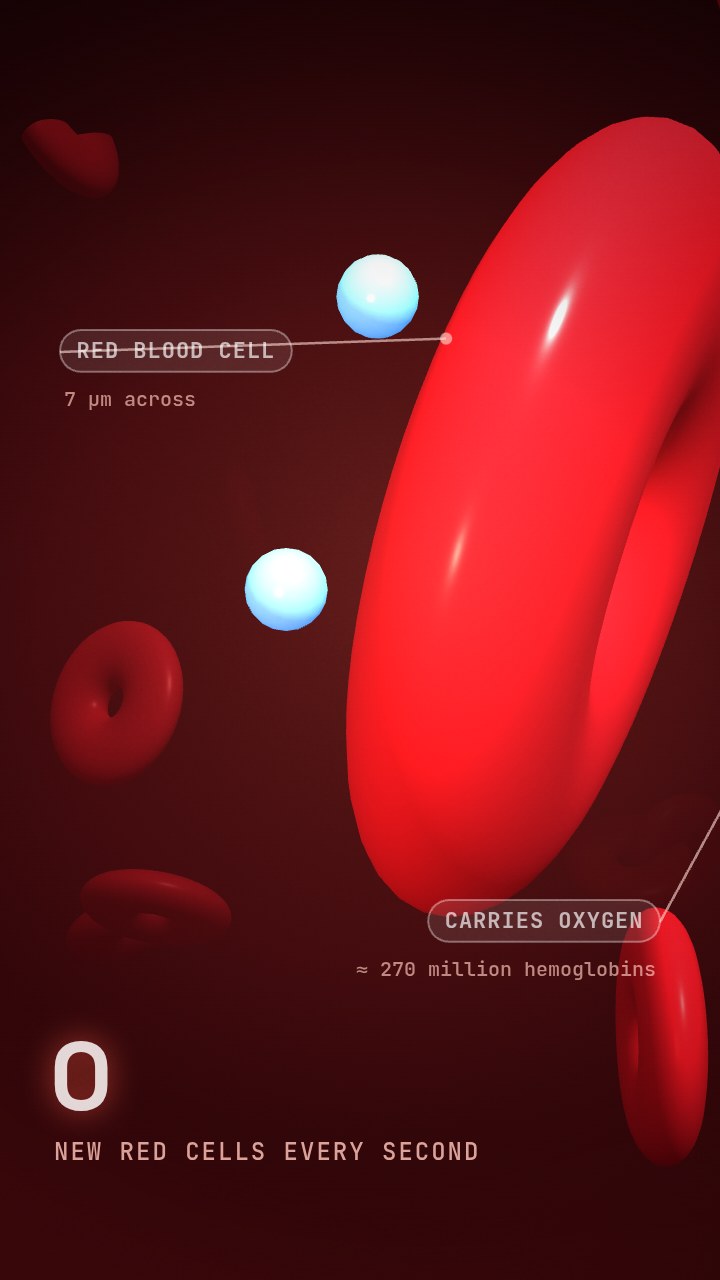 RED BLOOD CELL
7 µm across
CARRIES OXYGEN
≈ 270 million hemoglobins
0
NEW RED CELLS EVERY SECOND